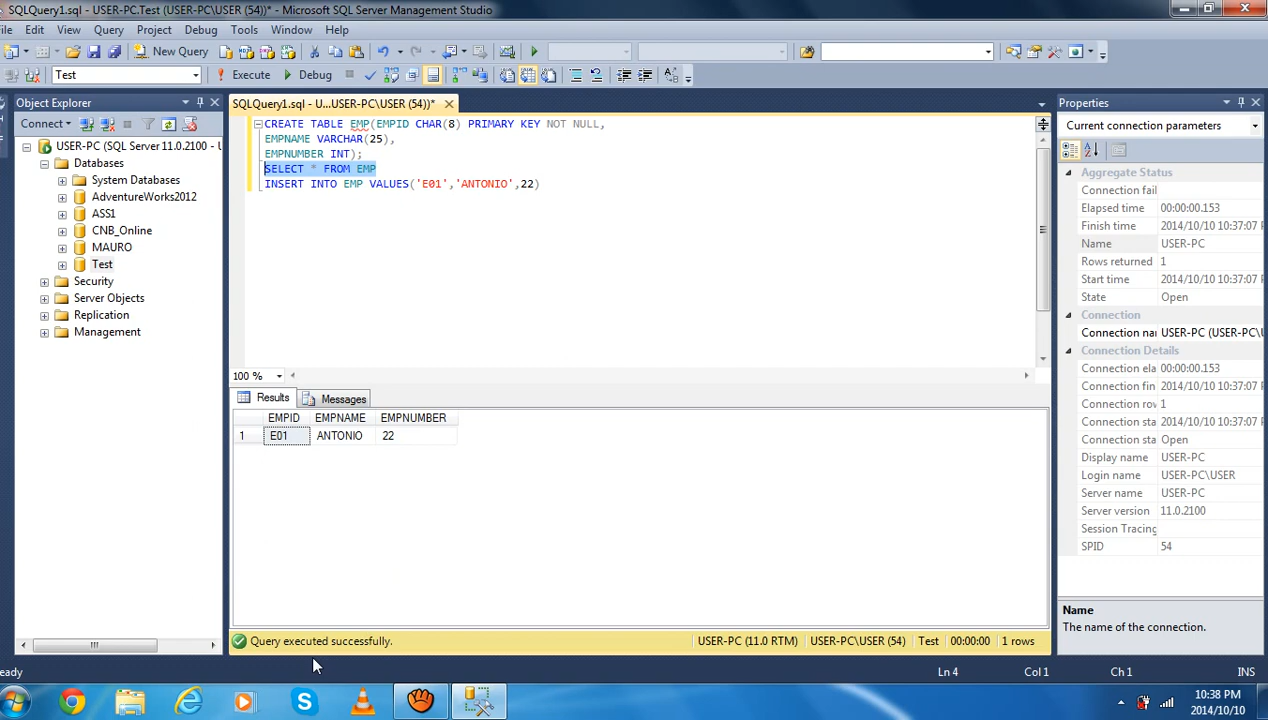 SQLQuery1.sql - USER-PC.Test (USER-PC\USER (54))* - Microsoft SQL Server Management Studio
File Edit View Query Project Debug Tools Window Help
New Query
Test Execute Debug
Object Explorer
Connect
USER-PC (SQL Server 11.0.2100 - U
Databases
System Databases
AdventureWorks2012
ASS1
CNB_Online
MAURO
Test
Security
Server Objects
Replication
Management
SQLQuery1.sql - U...USER-PC\USER (54))*
CREATE TABLE EMP(EMPID CHAR(8) PRIMARY KEY NOT NULL,
EMPNAME VARCHAR(25),
EMPNUMBER INT);
SELECT * FROM EMP
INSERT INTO EMP VALUES('E01','ANTONIO',22)
100 %
Results Messages
EMPID EMPNAME EMPNUMBER
1 E01 ANTONIO 22
Query executed successfully. USER-PC (11.0 RTM) USER-PC\USER (54) Test 00:00:00 1 rows
Properties
Current connection parameters
Aggregate Status
Connection fail
Elapsed time 00:00:00.153
Finish time 2014/10/10 10:37:07 P
Name USER-PC
Rows returned 1
Start time 2014/10/10 10:37:07 P
State Open
Connection
Connection nai USER-PC (USER-PC\U
Connection Details
Connection ela 00:00:00.153
Connection fin 2014/10/10 10:37:07 P
Connection rov 1
Connection sta 2014/10/10 10:37:07 P
Connection sta Open
Display name USER-PC
Login name USER-PC\USER
Server name USER-PC
Server version 11.0.2100
Session Tracing
SPID 54
Name
The name of the connection.
eady Ln 4 Col 1 Ch 1 INS
10:38 PM
2014/10/10